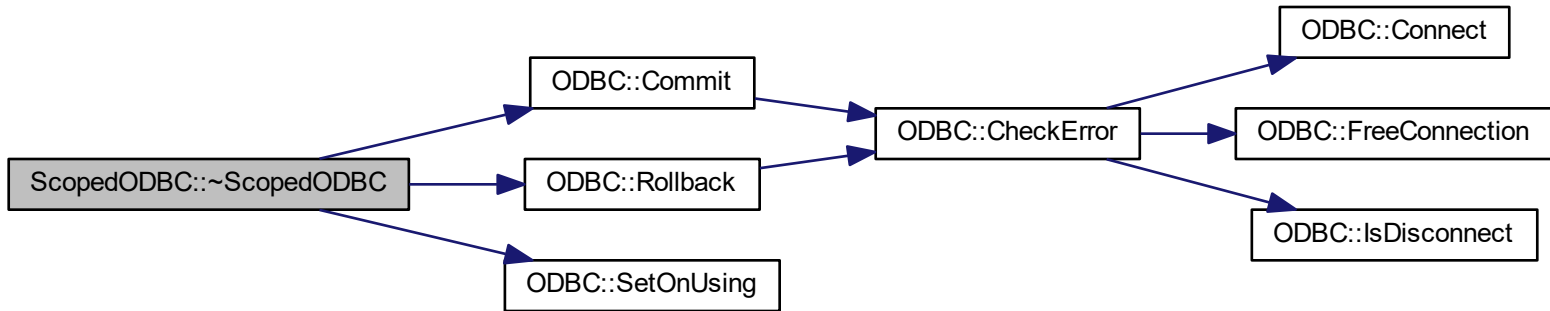 ScopedODBC::~ScopedODBC
ODBC::Commit
ODBC::Rollback
ODBC::SetOnUsing
ODBC::CheckError
ODBC::Connect
ODBC::FreeConnection
ODBC::IsDisconnect